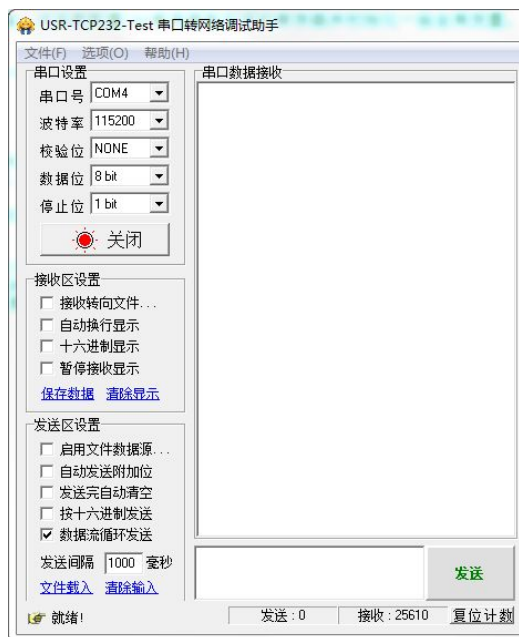 USR-TCP232-Test 串口转网络调试助手
文件(F) 选项(O) 帮助(H)
串口设置
串口号 COM4
波特率 115200
校验位 NONE
数据位 8 bit
停止位 1 bit
关闭
接收区设置
接收转向文件...
自动换行显示
十六进制显示
暂停接收显示
保存数据 清除显示
发送区设置
启用文件数据源...
自动发送附加位
发送完自动清空
按十六进制发送
数据流循环发送
发送间隔 1000 毫秒
文件载入 清除输入
串口数据接收
发送
就绪!
发送 : 0
接收 : 25610
复位计数